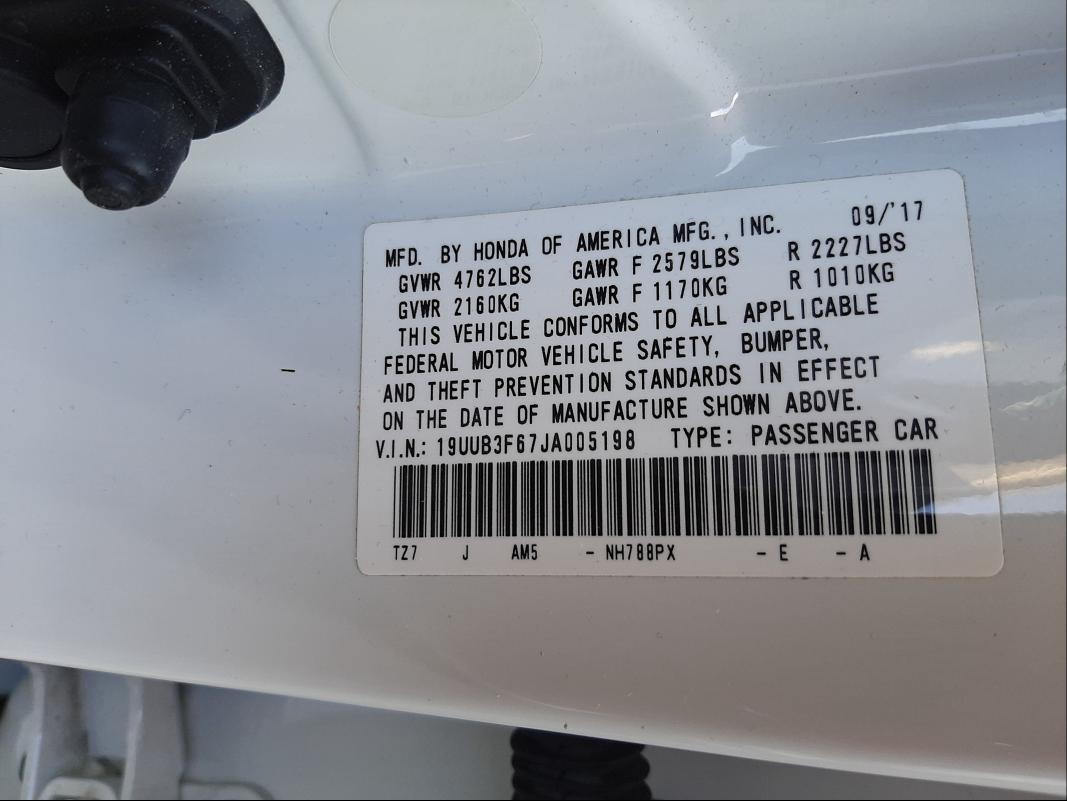 MFD. BY HONDA OF AMERICA MFG., INC. 09/'17
GVWR 4762LBS GAWR F 2579LBS R 2227LBS
GVWR 2160KG GAWR F 1170KG R 1010KG
THIS VEHICLE CONFORMS TO ALL APPLICABLE
FEDERAL MOTOR VEHICLE SAFETY, BUMPER,
AND THEFT PREVENTION STANDARDS IN EFFECT
ON THE DATE OF MANUFACTURE SHOWN ABOVE.
V.I.N.: 19UUB3F67JA005198 TYPE: PASSENGER CAR
TZ7 J AM5 - NH788PX - E - A